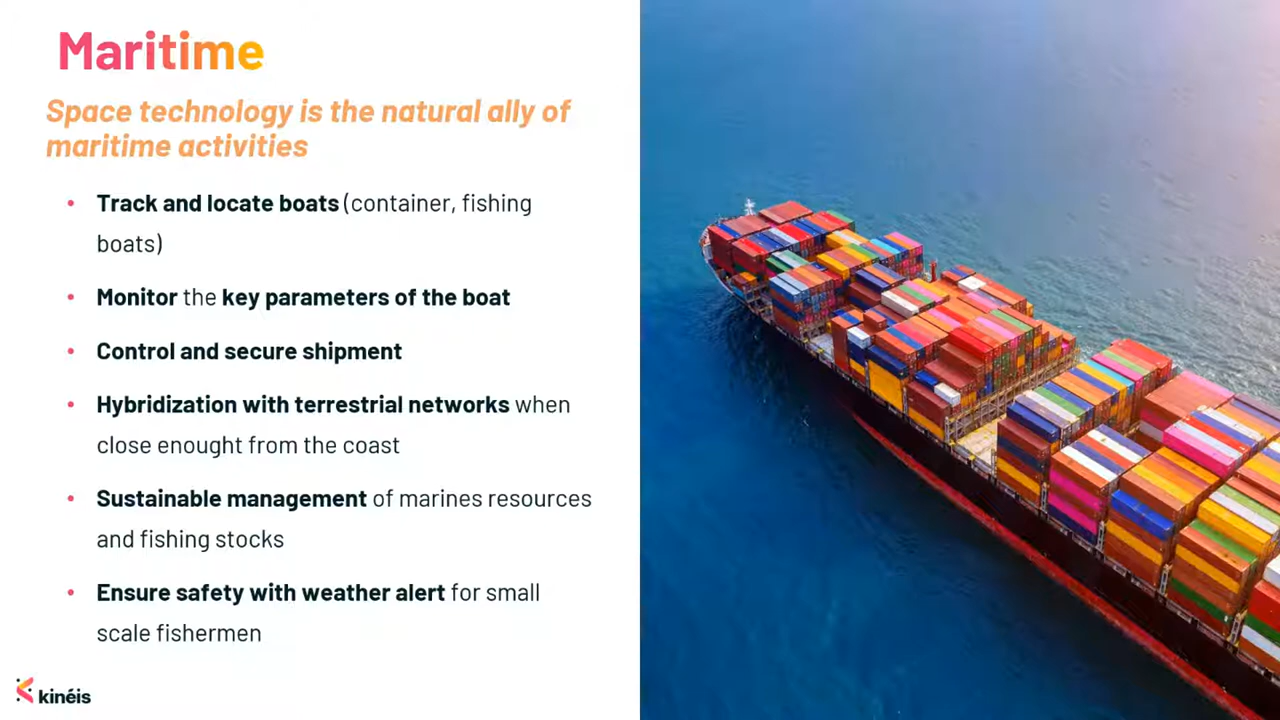 Maritime
Space technology is the natural ally of
maritime activities
• Track and locate boats (container, fishing
boats)
• Monitor the key parameters of the boat
• Control and secure shipment
• Hybridization with terrestrial networks when
close enought from the coast
• Sustainable management of marines resources
and fishing stocks
• Ensure safety with weather alert for small
scale fishermen
kinéis